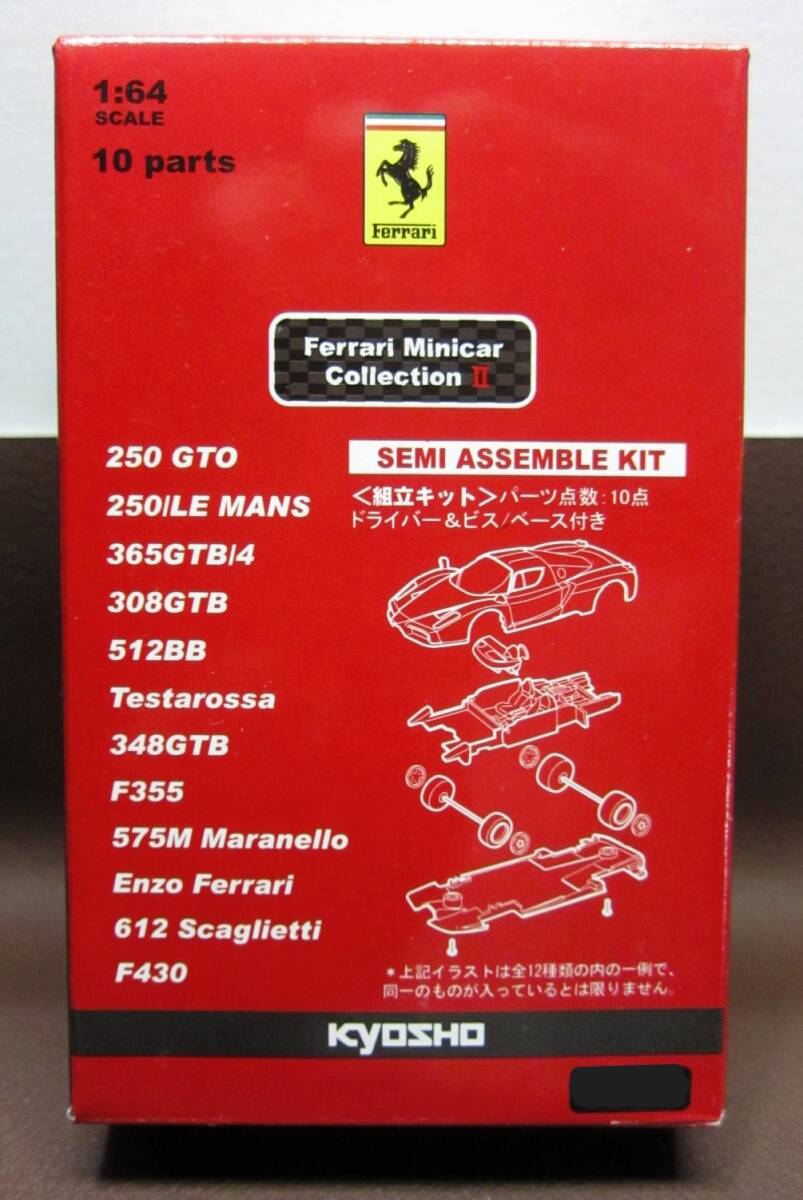 1:64
SCALE
10 parts
Ferrari
Ferrari Minicar
Collection II
250 GTO
250/LE MANS
365GTB/4
308GTB
512BB
Testarossa
348GTB
F355
575M Maranello
Enzo Ferrari
612 Scaglietti
F430
SEMI ASSEMBLE KIT
<組立キット>パーツ点数:10点
ドライバー&ビス/ベース付き
*上記イラストは全12種類の内の一例で、
同一のものが入っているとは限りません。
KYOSHO